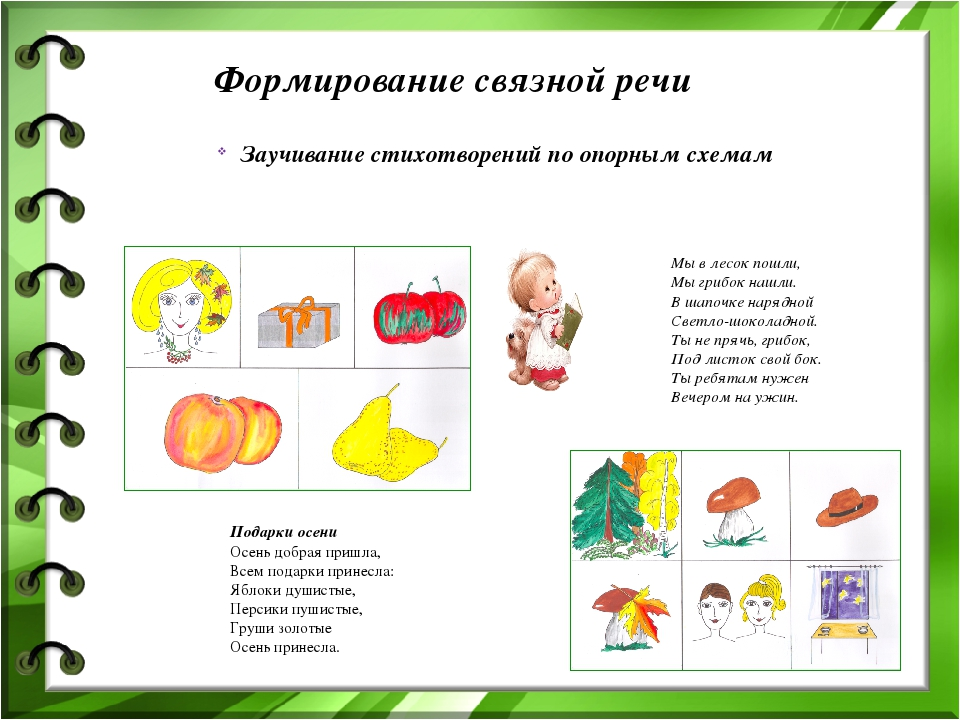 Формирование связной речи
Заучивание стихотворений по опорным схемам
Мы в лесок пошли,
Мы грибок нашли.
В шапочке нарядной
Светло-шоколадной.
Ты не прячь, грибок,
Под листок свой бок.
Ты ребятам нужен
Вечером на ужин.
Подарки осени
Осень добрая пришла,
Всем подарки принесла:
Яблоки душистые,
Персики пушистые,
Груши золотые
Осень принесла.